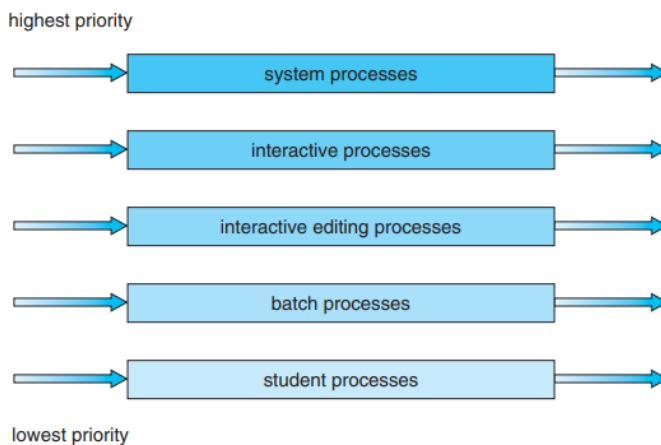 highest priority
system processes
interactive processes
interactive editing processes
batch processes
student processes
lowest priority